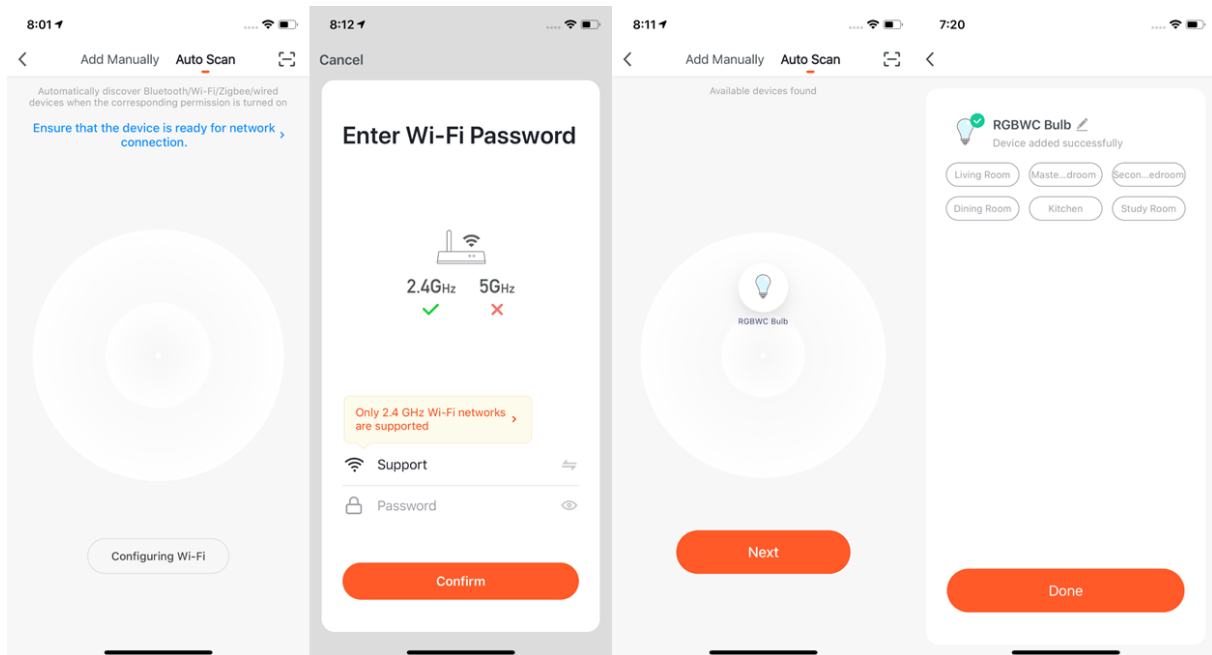 8:01
Add Manually Auto Scan
Automatically discover Bluetooth/Wi-Fi/Zigbee/wired
devices when the corresponding permission is turned on
Ensure that the device is ready for network
connection.
Configuring Wi-Fi
8:12
Cancel
Enter Wi-Fi Password
2.4GHz 5GHz
Only 2.4 GHz Wi-Fi networks
are supported
Support
Password
Confirm
8:11
Add Manually Auto Scan
Available devices found
RGBWC Bulb
Next
7:20
RGBWC Bulb
Device added successfully
Living Room Maste...droom Secon...edroom
Dining Room Kitchen Study Room
Done